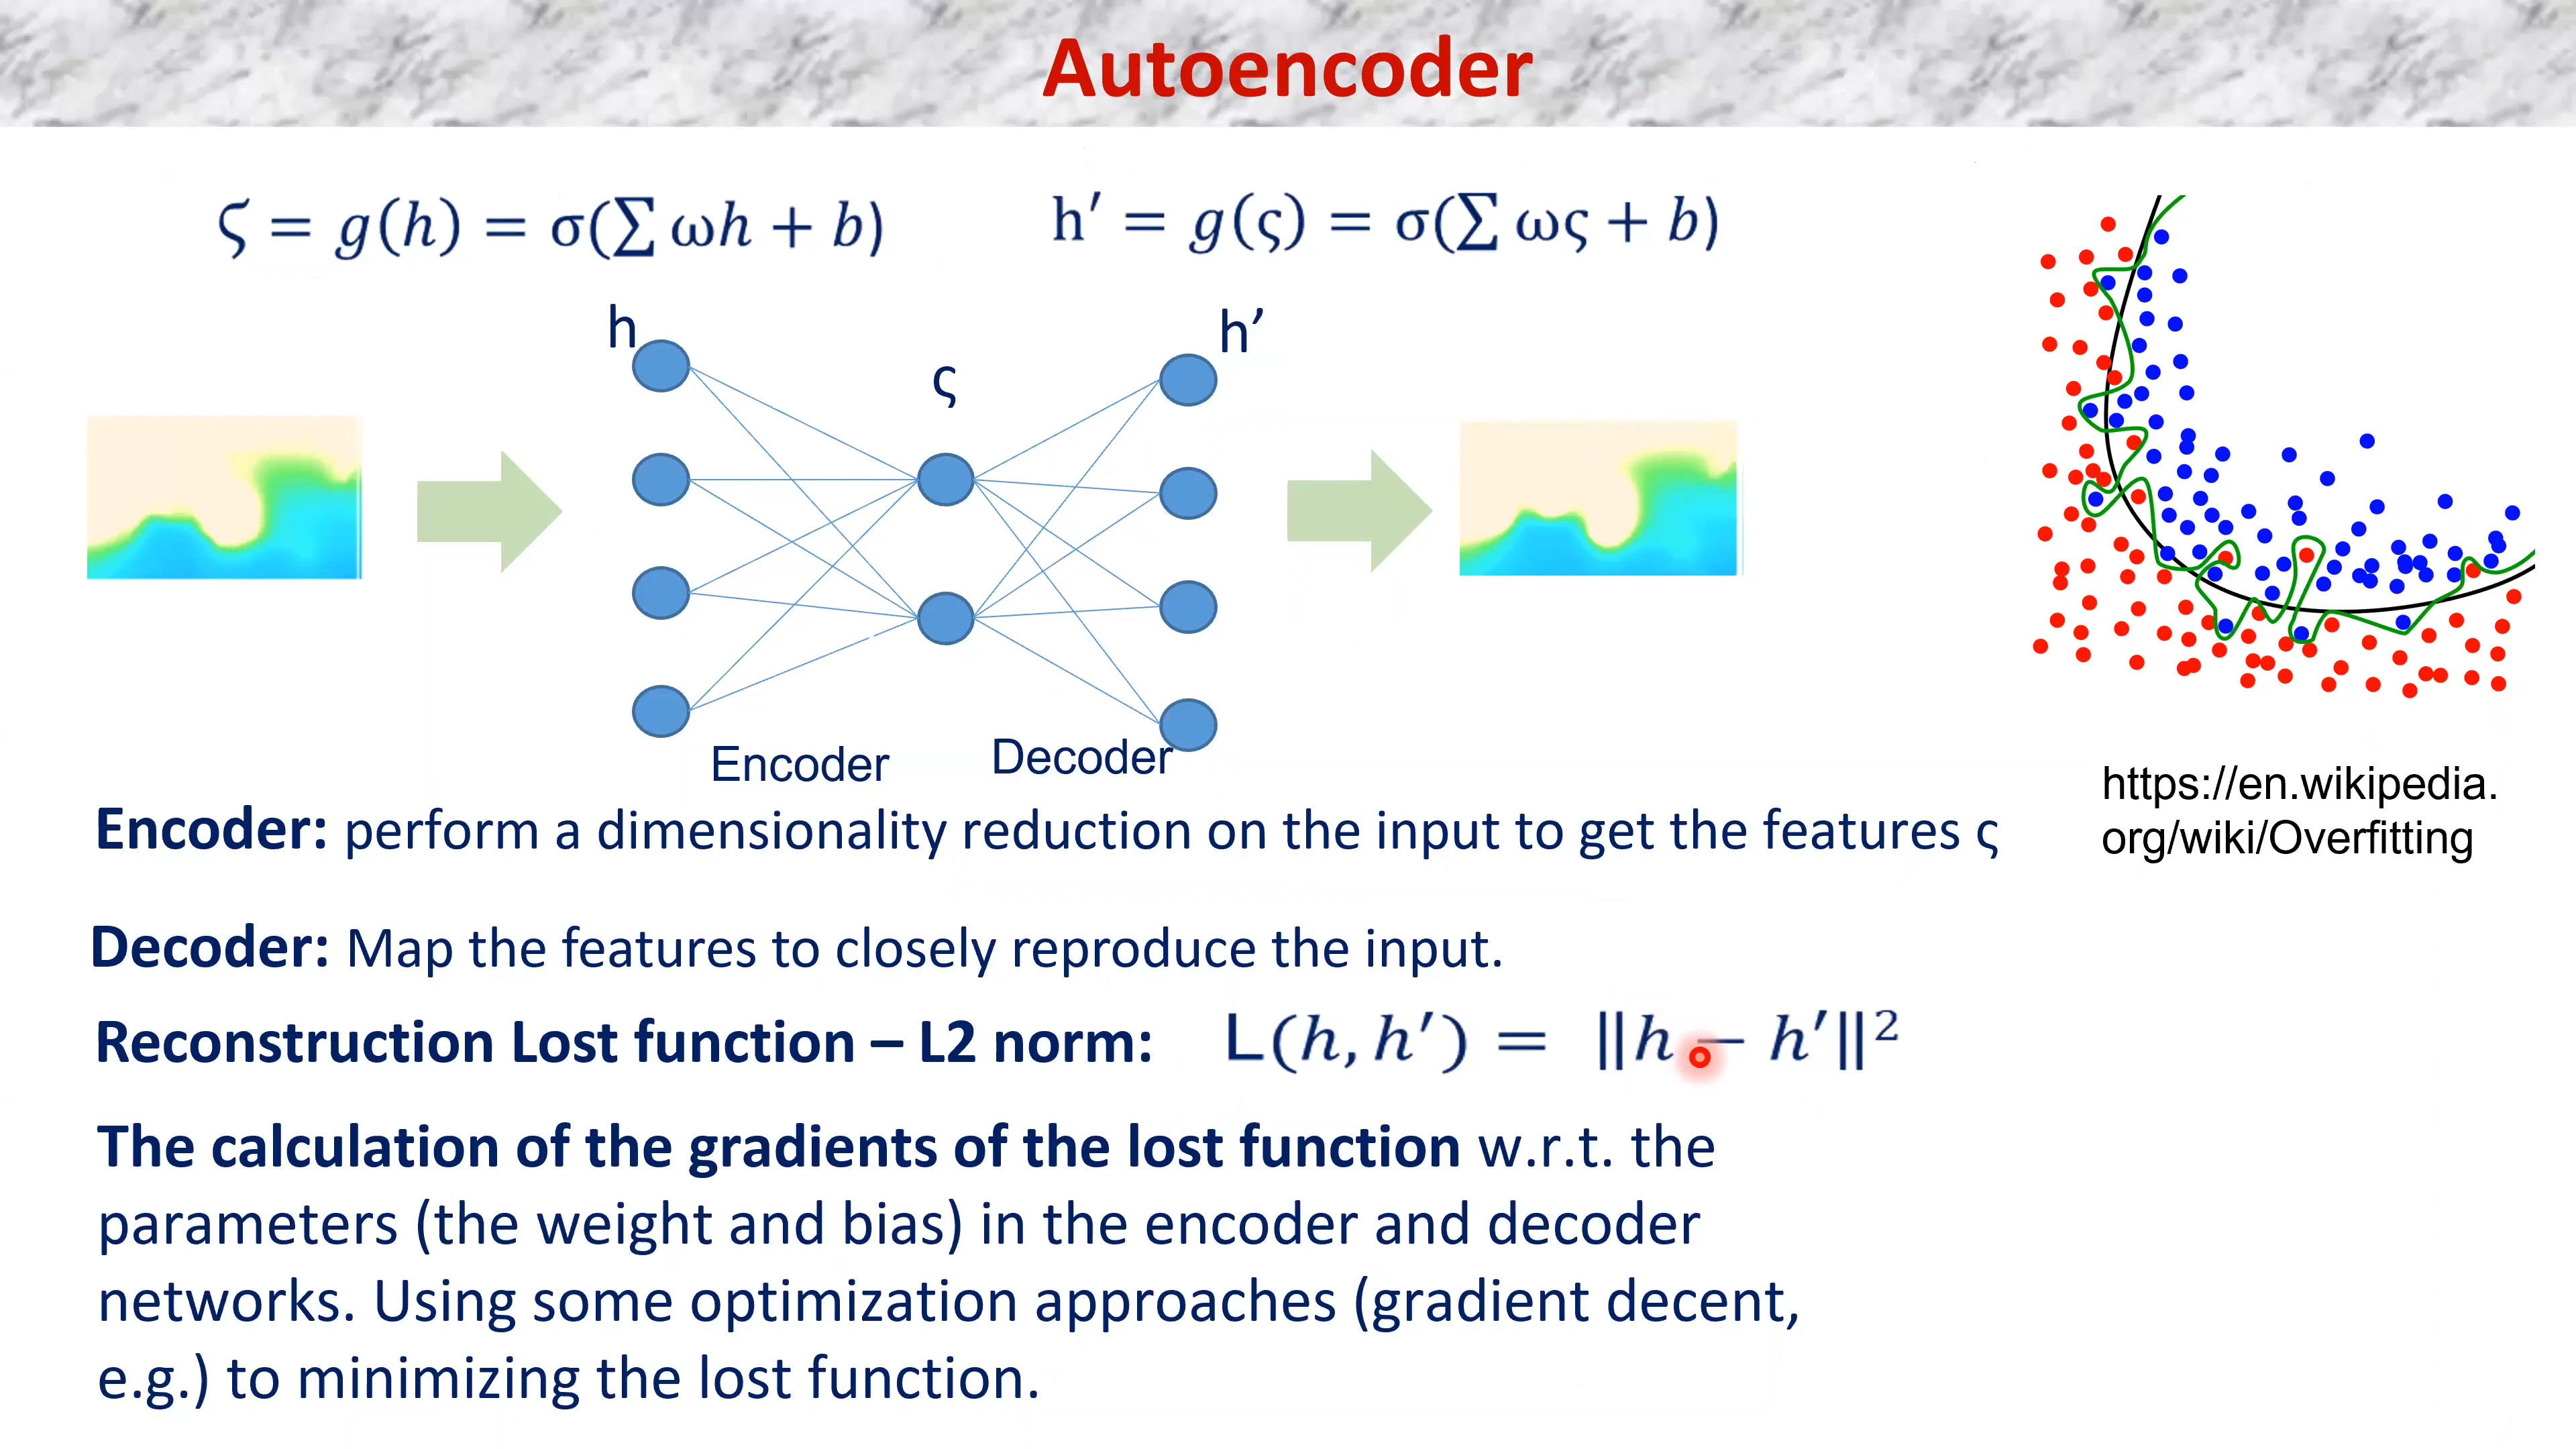 Autoencoder
ς = g(h) = σ(∑ ωh + b)
h′ = g(ς) = σ(∑ ως + b)
h
ς
h’
Encoder
Decoder
https://en.wikipedia.
org/wiki/Overfitting
Encoder: perform a dimensionality reduction on the input to get the features ς
Decoder: Map the features to closely reproduce the input.
Reconstruction Lost function – L2 norm: L(h, h′) = ‖h − h′‖²
The calculation of the gradients of the lost function w.r.t. the
parameters (the weight and bias) in the encoder and decoder
networks. Using some optimization approaches (gradient decent,
e.g.) to minimizing the lost function.